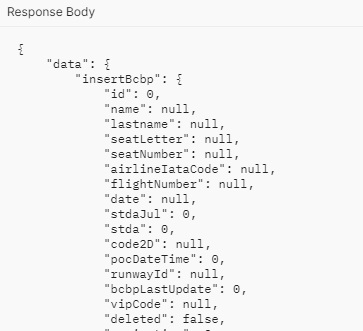 Response Body
{
"data": {
"insertBcbp": {
"id": 0,
"name": null,
"lastname": null,
"seatLetter": null,
"seatNumber": null,
"airlineIataCode": null,
"flightNumber": null,
"date": null,
"stdaJul": 0,
"stda": 0,
"code2D": null,
"pocDateTime": 0,
"runwayId": null,
"bcbpLastUpdate": 0,
"vipCode": null,
"deleted": false,